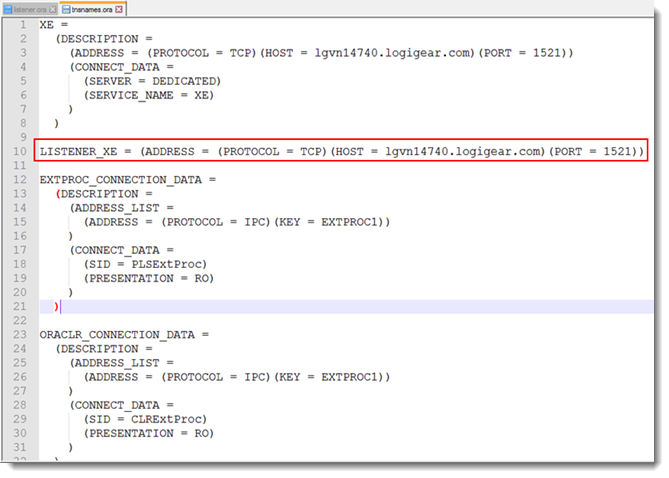 listener.ora tnsnames.ora
1 XE =
2 (DESCRIPTION =
3 (ADDRESS = (PROTOCOL = TCP)(HOST = lgvn14740.logigear.com)(PORT = 1521))
4 (CONNECT_DATA =
5 (SERVER = DEDICATED)
6 (SERVICE_NAME = XE)
7 )
8 )
9
10 LISTENER_XE = (ADDRESS = (PROTOCOL = TCP)(HOST = lgvn14740.logigear.com)(PORT = 1521))
11
12 EXTPROC_CONNECTION_DATA =
13 (DESCRIPTION =
14 (ADDRESS_LIST =
15 (ADDRESS = (PROTOCOL = IPC)(KEY = EXTPROC1))
16 )
17 (CONNECT_DATA =
18 (SID = PLSExtProc)
19 (PRESENTATION = RO)
20 )
21 )
22
23 ORACLR_CONNECTION_DATA =
24 (DESCRIPTION =
25 (ADDRESS_LIST =
26 (ADDRESS = (PROTOCOL = IPC)(KEY = EXTPROC1))
27 )
28 (CONNECT_DATA =
29 (SID = CLRExtProc)
30 (PRESENTATION = RO)
31 )